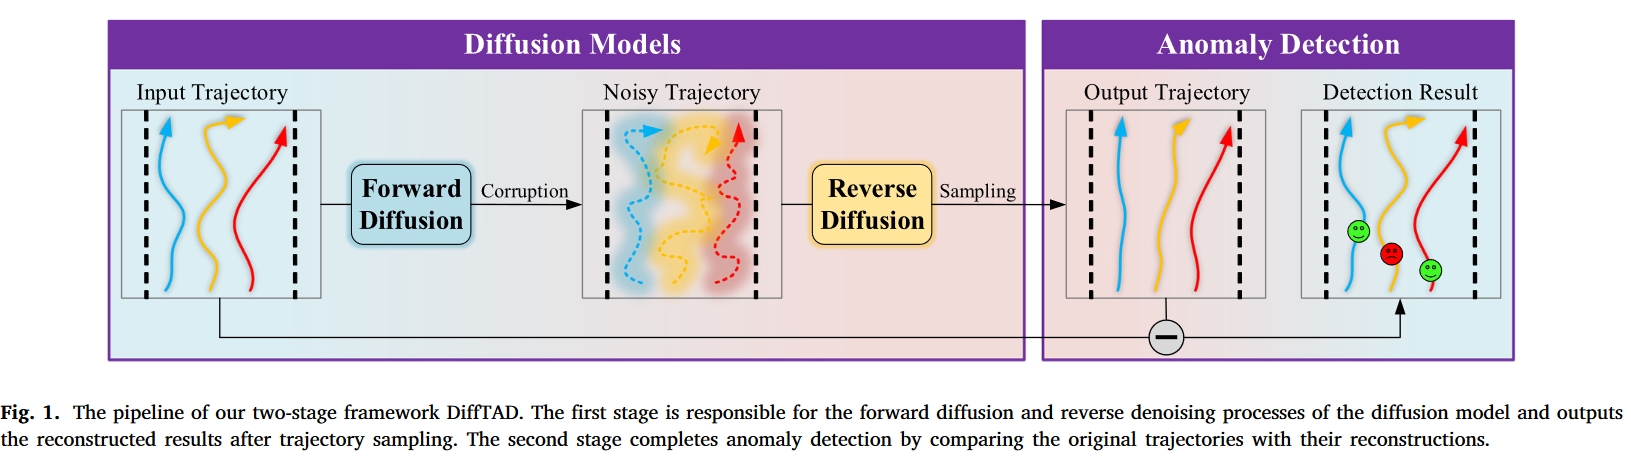 Diffusion Models
Anomaly Detection
Input Trajectory
Noisy Trajectory
Output Trajectory
Detection Result
Forward
Diffusion
Corruption
Reverse
Diffusion
Sampling
Fig. 1. The pipeline of our two-stage framework DiffTAD. The first stage is responsible for the forward diffusion and reverse denoising processes of the diffusion model and outputs
the reconstructed results after trajectory sampling. The second stage completes anomaly detection by comparing the original trajectories with their reconstructions.